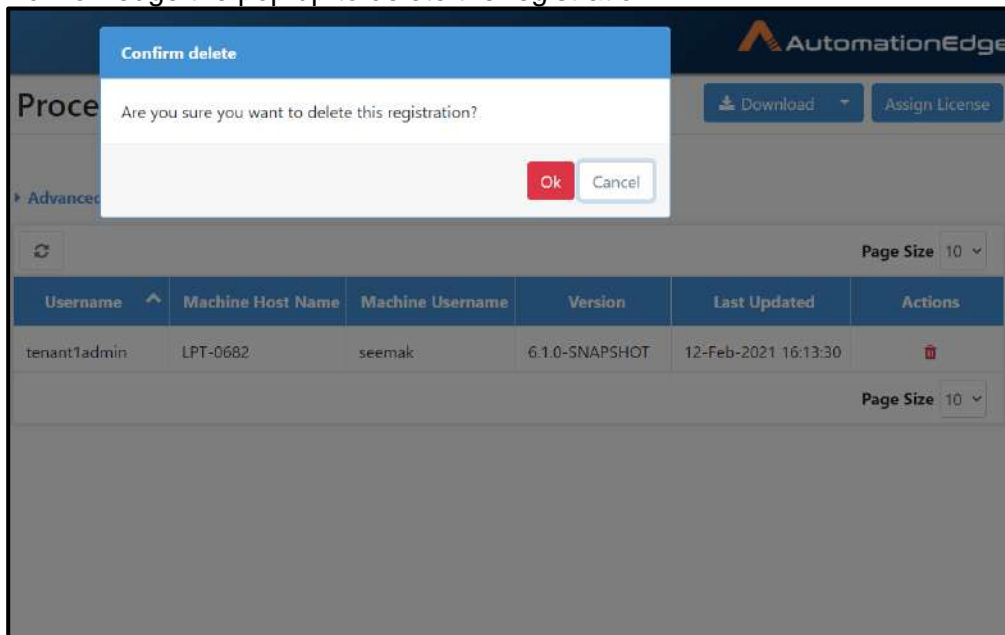 Confirm delete
AutomationEdge
Proce
Are you sure you want to delete this registration?
Download
Assign License
Ok
Cancel
Advanced
Page Size 10
Username
Machine Host Name
Machine Username
Version
Last Updated
Actions
tenant1admin
LPT-0682
seemak
6.1.0-SNAPSHOT
12-Feb-2021 16:13:30
Page Size 10